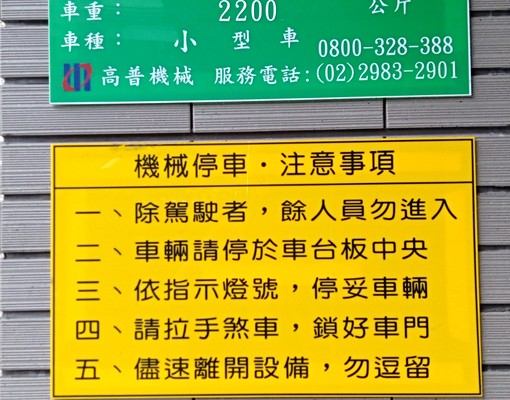 車重： 2200 公斤
車種： 小型車 0800-328-388
高普機械 服務電話：(02)2983-2901
機械停車·注意事項
一、除駕駛者，餘人員勿進入
二、車輛請停於車台板中央
三、依指示燈號，停妥車輛
四、請拉手煞車，鎖好車門
五、儘速離開設備，勿逗留